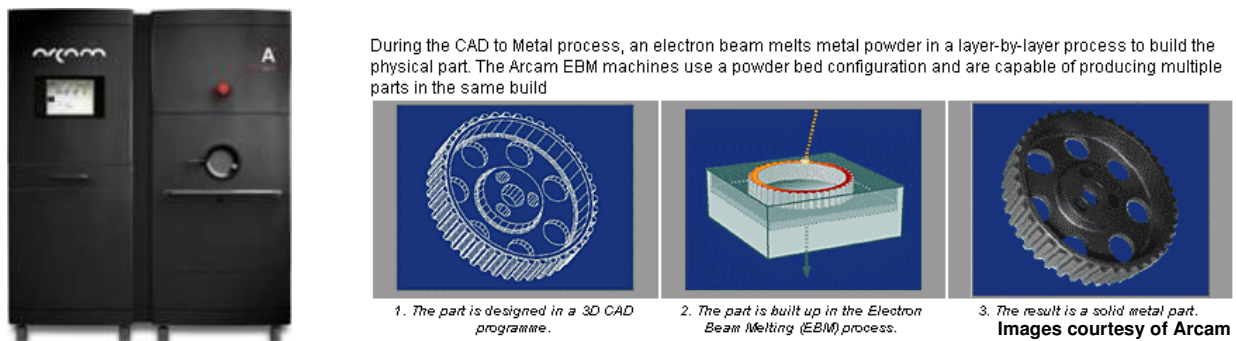 arcam
A
During the CAD to Metal process, an electron beam melts metal powder in a layer-by-layer process to build the
physical part. The Arcam EBM machines use a powder bed configuration and are capable of producing multiple
parts in the same build
1. The part is designed in a 3D CAD
programme.
2. The part is built up in the Electron
Beam Melting (EBM) process.
3. The result is a solid metal part.
Images courtesy of Arcam